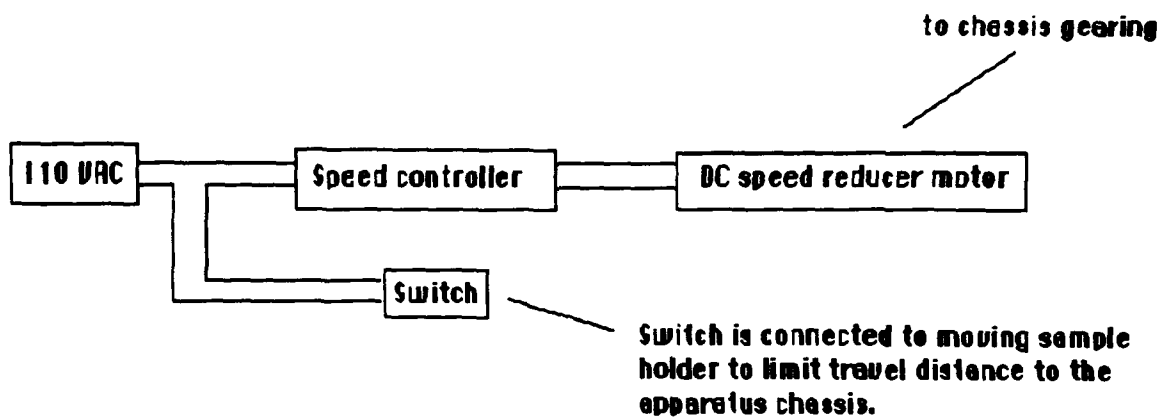 to chassis gearing
110 VAC
Speed controller
DC speed reducer motor
Switch
Switch is connected to moving sample
holder to limit travel distance to the
apparatus chassis.